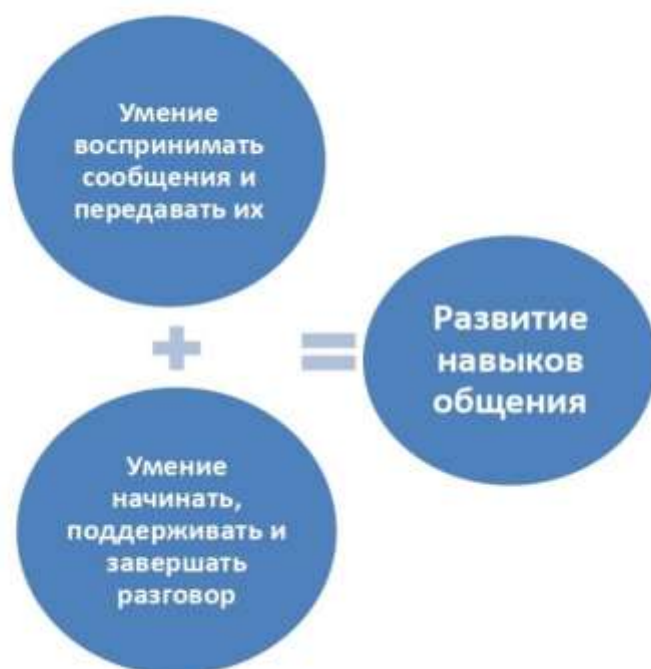 Умение
воспринимать
сообщения и
передавать их
+
=
Развитие
навыков
общения
Умение
начинать,
поддерживать и
завершать
разговор